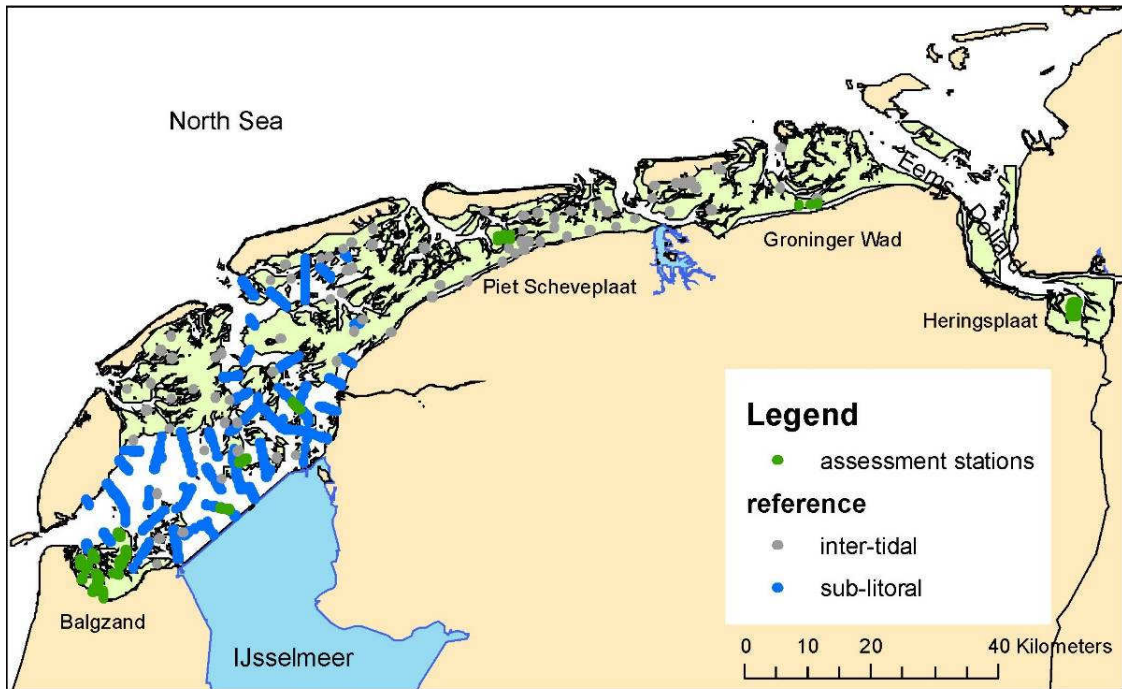 North Sea
Eems
Dollard
Groninger Wad
Piet Scheveplaat
Heringsplaat
Balgzand
IJsselmeer
Legend
assessment stations
reference
inter-tidal
sub-litoral
0 10 20 40 Kilometers